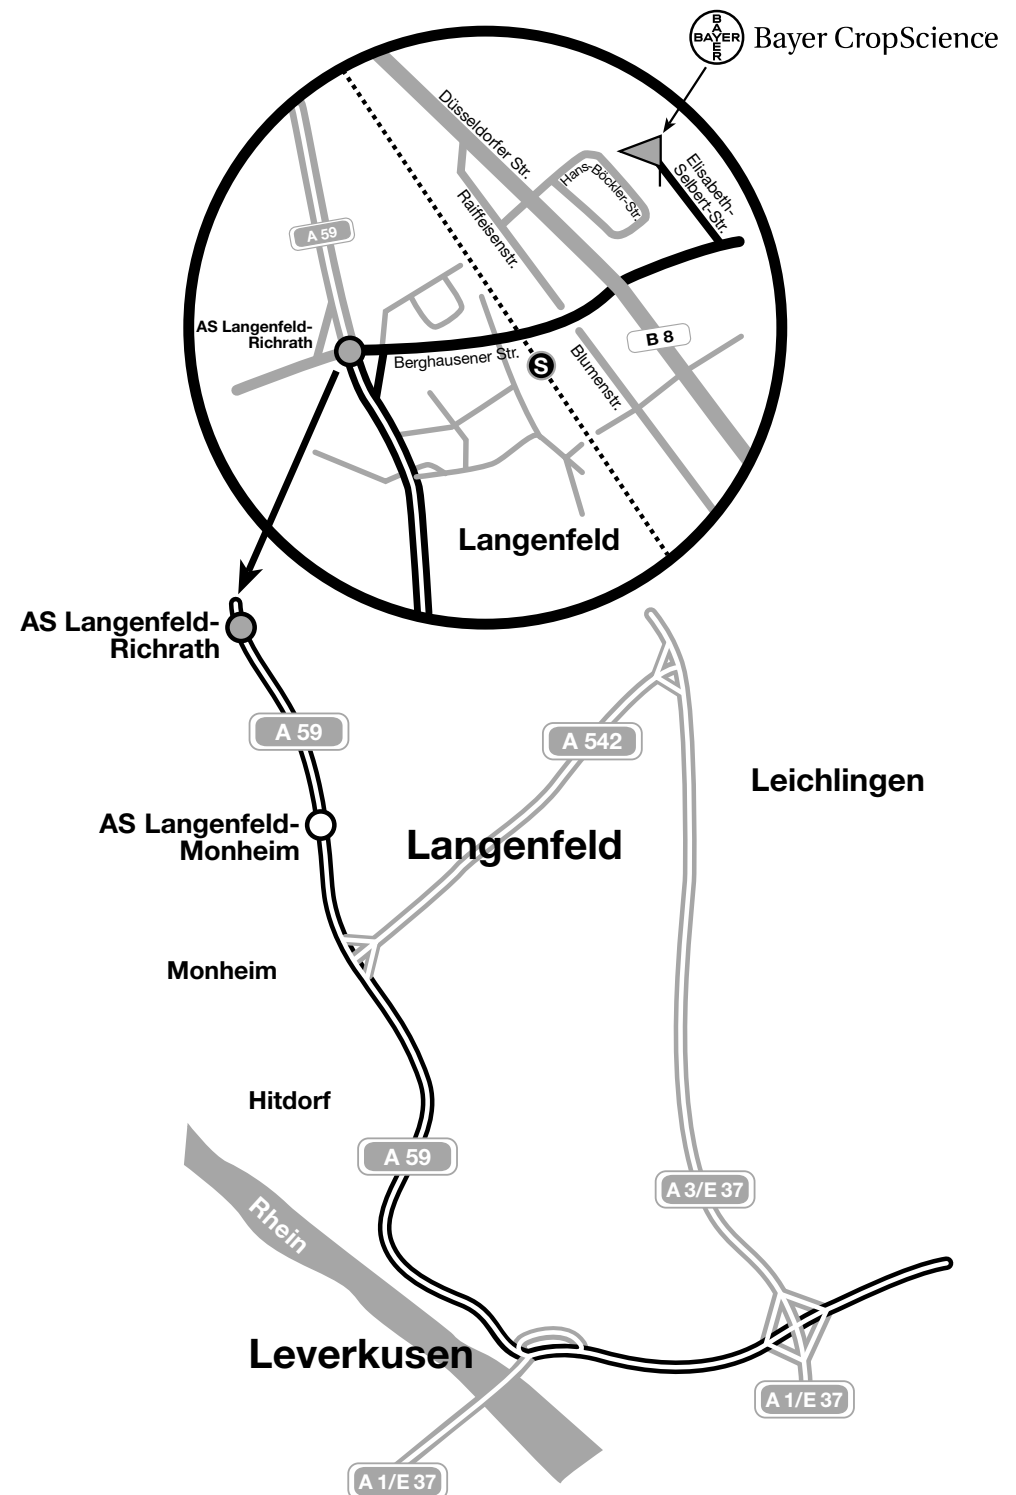 BAYER
BAYER
Bayer CropScience
Düsseldorfer Str.
Elisabeth-
Selbert-Str.
Hans-Böckler-Str.
Raiffeisenstr.
A 59
AS Langenfeld-
Richrath
B 8
Berghausener Str.
S
Blumenstr.
Langenfeld
AS Langenfeld-
Richrath
A 59
A 542
Leichlingen
AS Langenfeld-
Monheim
Langenfeld
Monheim
Hitdorf
A 59
A 3/E 37
Rhein
Leverkusen
A 1/E 37
A 1/E 37